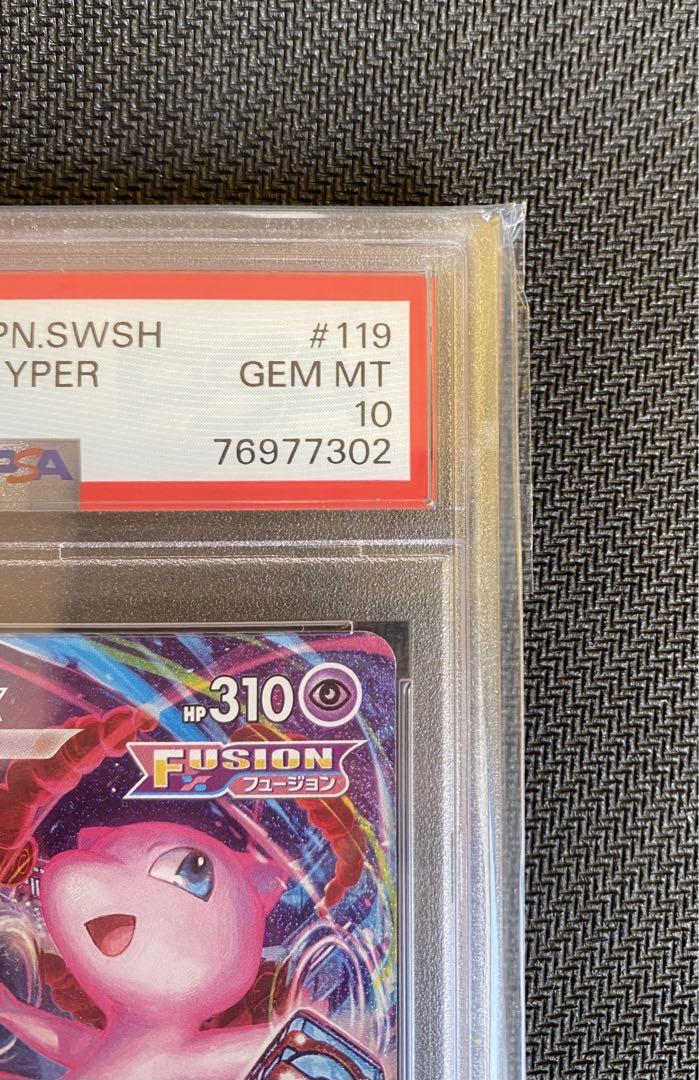 PN.SWSH #119
YPER GEM MT
10
PSA 76977302
HP 310
FUSION
フュージョン